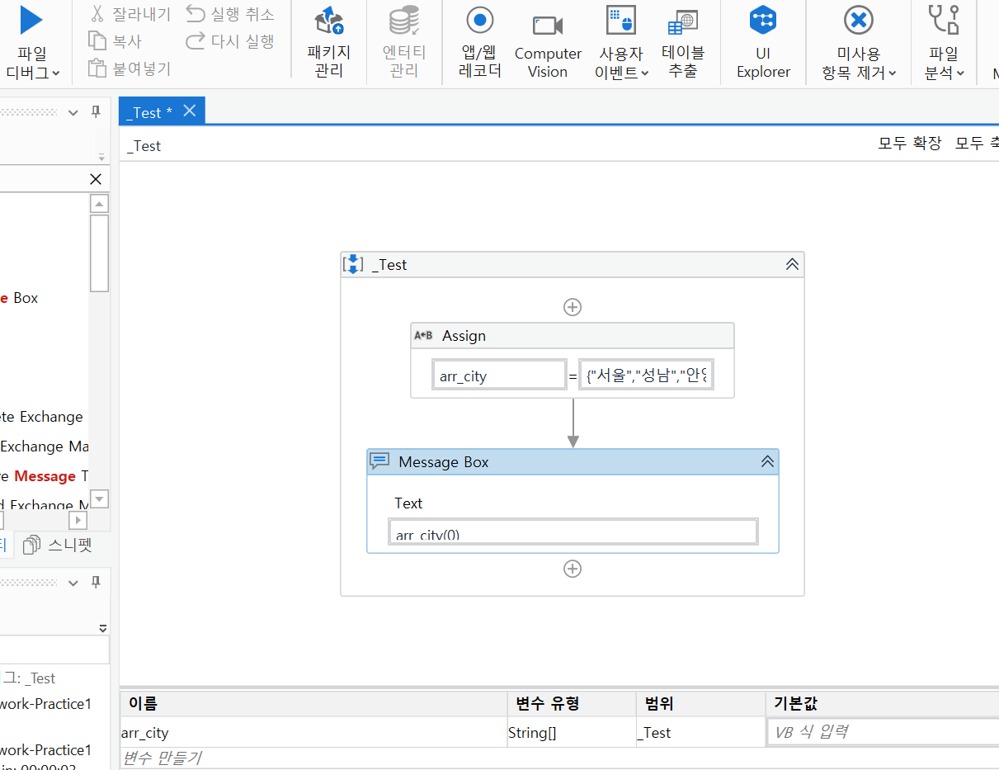 파일
디버그
잘라내기
복사
붙여넣기
실행 취소
다시 실행
패키지
관리
엔터티
관리
앱/웹
레코더
Computer
Vision
사용자
이벤트
테이블
추출
UI
Explorer
미사용
항목 제거
파일
분석
_Test *
_Test
모두 확장 모두
e Box
te Exchange
Exchange Ma
e Message T
d Exchange M
스니펫
그: _Test
work-Practice1
work-Practice1
in: 00:00:03
_Test
A B Assign
arr_city = {"서울","성남","안양
Message Box
Text
arr_city(0)
이름 변수 유형 범위 기본값
arr_city String[] _Test VB 식 입력
변수 만들기